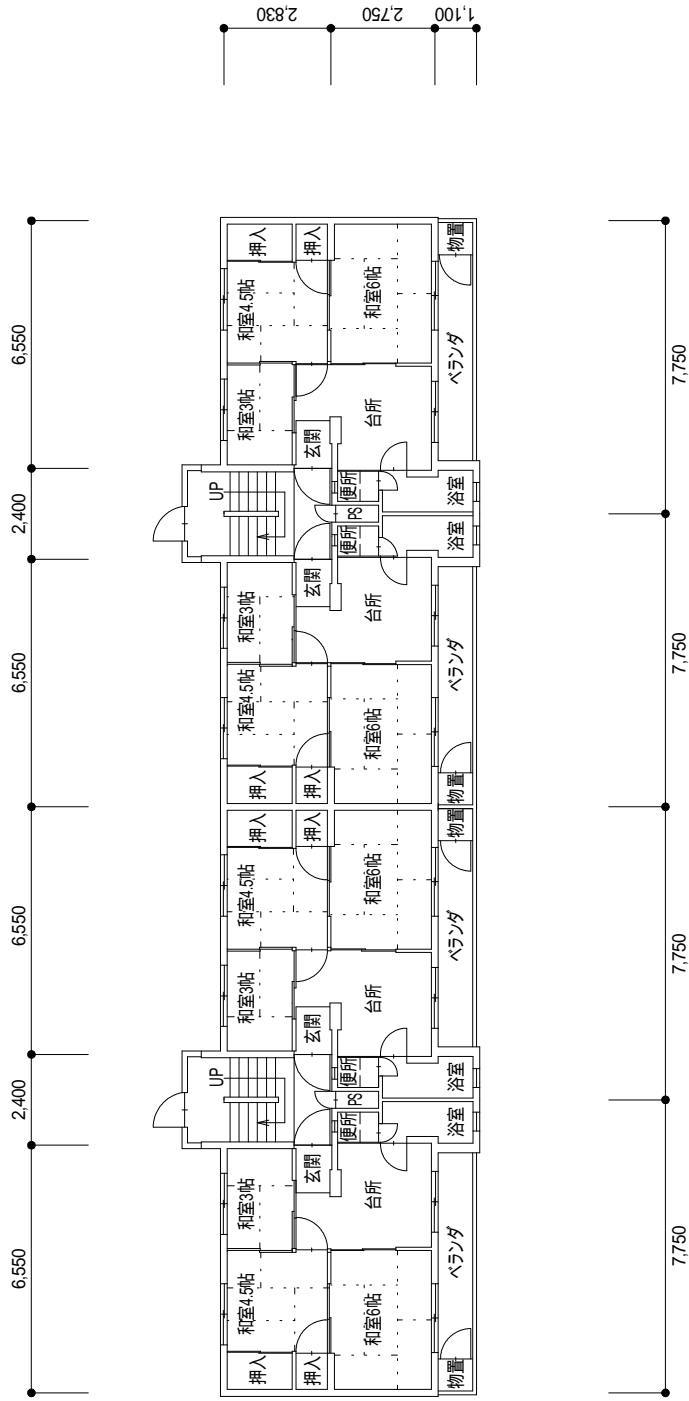 6,550 2,400 6,550 6,550 2,400 6,550
UP UP
押入 和室4.5帖 和室3帖 和室3帖 和室4.5帖 押入 押入 和室4.5帖 和室3帖 和室3帖 和室4.5帖 押入
押入 玄関 玄関 押入 押入 玄関 玄関 押入
便所 PS 便所 便所 PS 便所
和室6帖 台所 台所 和室6帖 和室6帖 台所 台所 和室6帖
物置 ベランダ 浴室 浴室 ベランダ 物置 物置 ベランダ 浴室 浴室 ベランダ 物置
7,750 7,750 7,750 7,750
2,830
2,750
1,100